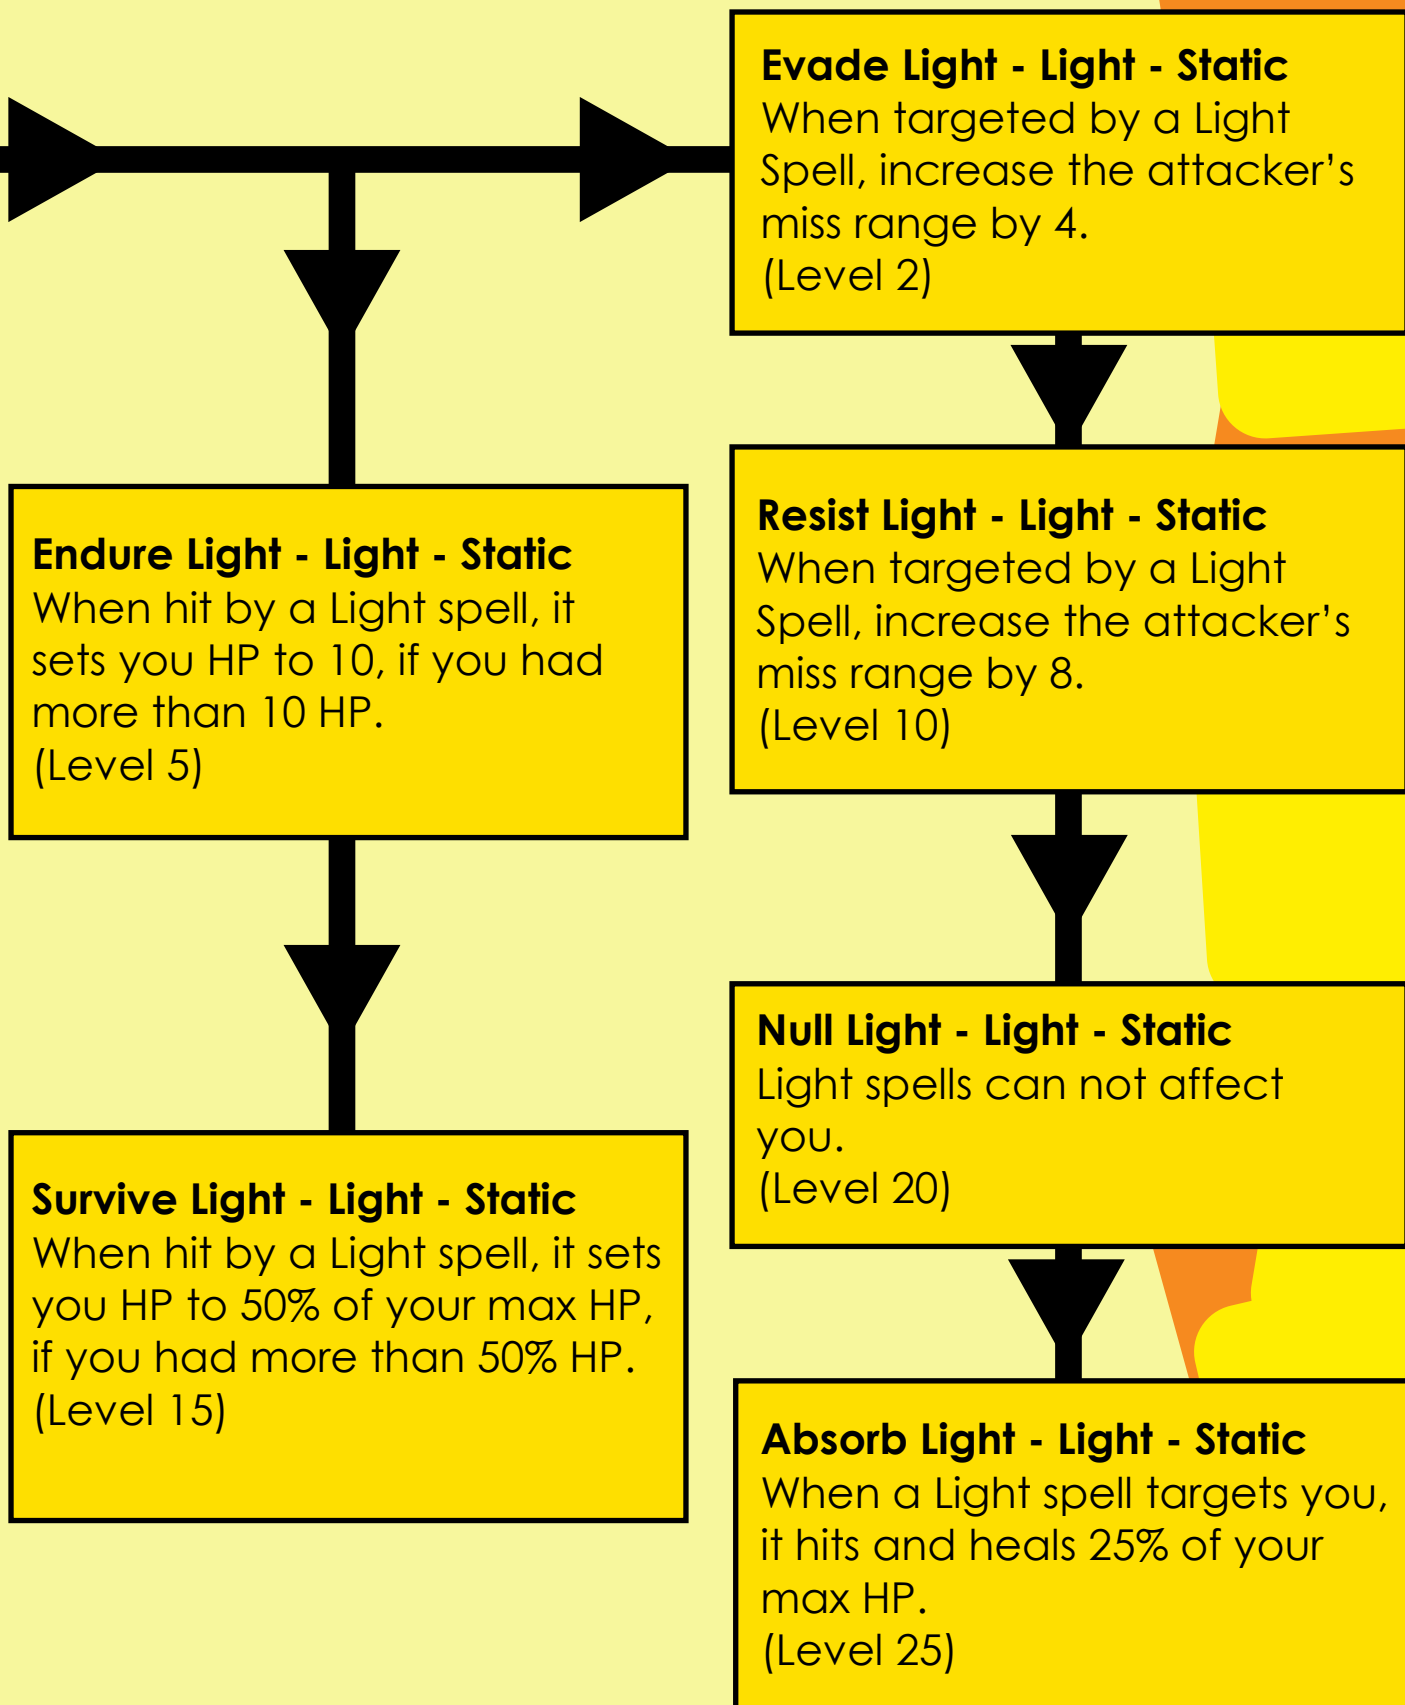 Evade Light - Light - Static
When targeted by a Light
Spell, increase the attacker’s
miss range by 4.
(Level 2)
Endure Light - Light - Static
When hit by a Light spell, it
sets you HP to 10, if you had
more than 10 HP.
(Level 5)
Resist Light - Light - Static
When targeted by a Light
Spell, increase the attacker’s
miss range by 8.
(Level 10)
Survive Light - Light - Static
When hit by a Light spell, it sets
you HP to 50% of your max HP,
if you had more than 50% HP.
(Level 15)
Null Light - Light - Static
Light spells can not affect
you.
(Level 20)
Absorb Light - Light - Static
When a Light spell targets you,
it hits and heals 25% of your
max HP.
(Level 25)